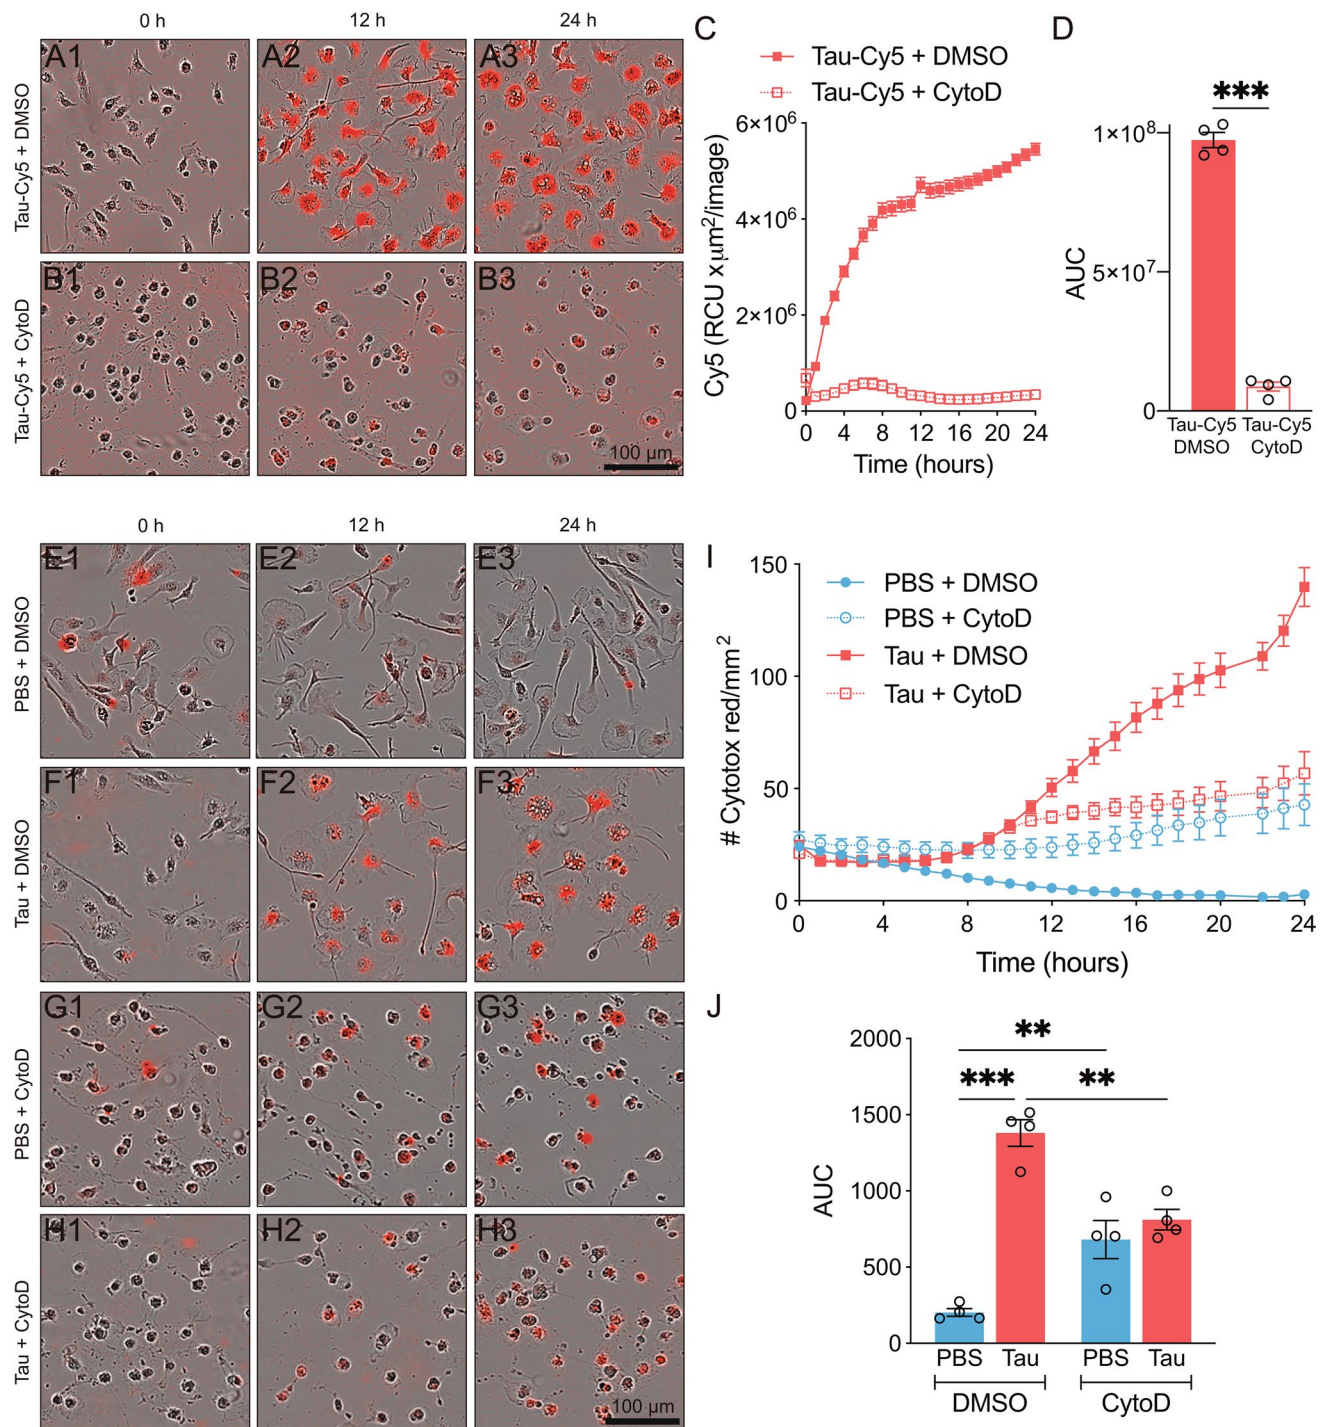 0 h
12 h
24 h
Tau-Cy5 + DMSO
A1
A2
A3
Tau-Cy5 + CytoD
B1
B2
B3
100 µm
C
Tau-Cy5 + DMSO
Tau-Cy5 + CytoD
Cy5 (RCU xµm²/image)
6×10⁶
4×10⁶
2×10⁶
0
0 4 8 12 16 20 24
Time (hours)
D
***
AUC
1×10⁸
5×10⁷
0
Tau-Cy5 Tau-Cy5
DMSO CytoD
0 h
12 h
24 h
PBS + DMSO
E1
E2
E3
Tau + DMSO
F1
F2
F3
PBS + CytoD
G1
G2
G3
Tau + CytoD
H1
H2
H3
100 µm
I
PBS + DMSO
PBS + CytoD
Tau + DMSO
Tau + CytoD
# Cytotox red/mm²
150
100
50
0
0 4 8 12 16 20 24
Time (hours)
J
**
*** **
AUC
2000
1500
1000
500
0
PBS Tau PBS Tau
DMSO CytoD